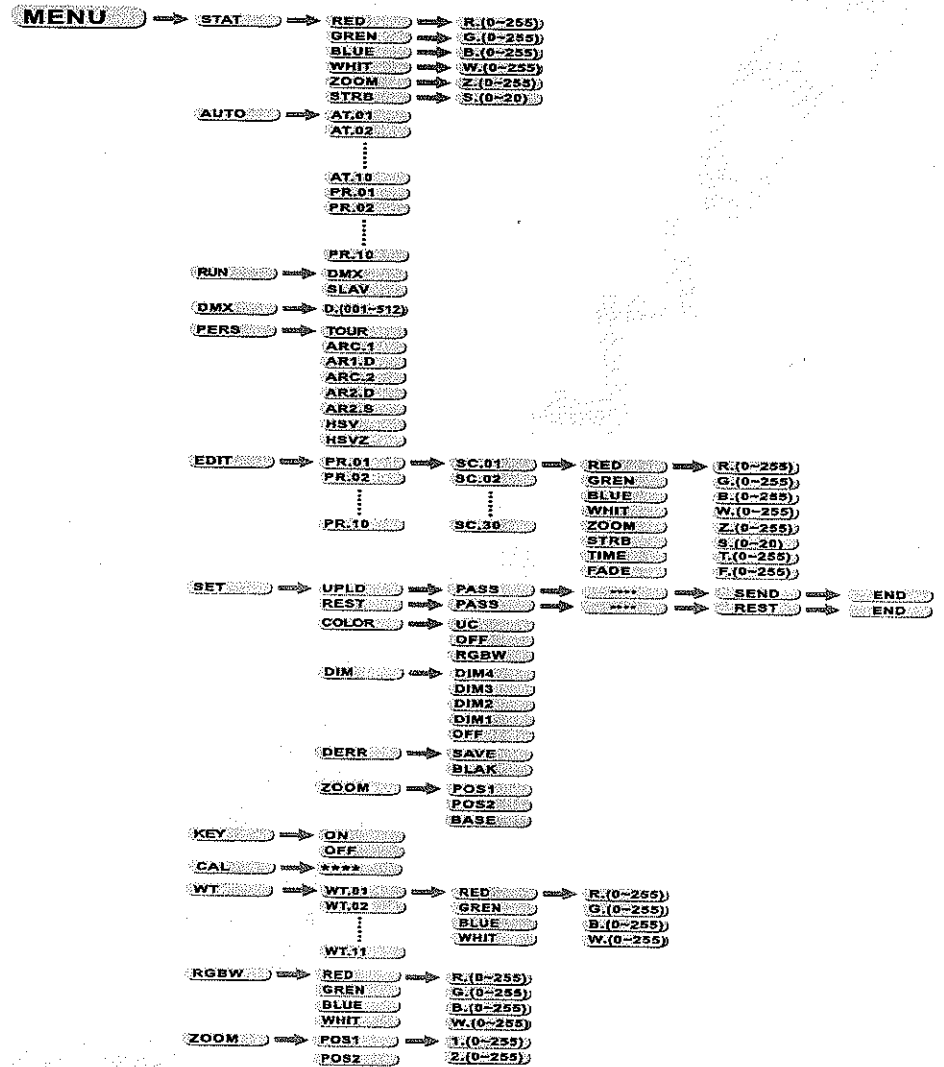 MENU STAT RED R.(0~255)
GREN G.(0~255)
BLUE B.(0~255)
WHIT W.(0~255)
ZOOM Z.(0~255)
STRB S.(0~20)
AUTO AT.01
AT.02
AT.10
PR.01
PR.02
PR.10
RUN DMX
SLAV
DMX D.(001~512)
PERS TOUR
ARC.1
AR1.D
ARC.2
AR2.D
AR2.S
HSV
HSVZ
EDIT PR.01 SC.01 RED R.(0~255)
PR.02 SC.02 GREN G.(0~255)
BLUE B.(0~255)
WHIT W.(0~255)
PR.10 SC.30 ZOOM Z.(0~255)
STRB S.(0~20)
TIME T.(0~255)
FADE F.(0~255)
SET UPLD PASS **** SEND END
REST PASS **** REST END
COLOR UC
OFF
RGBW
DIM DIM4
DIM3
DIM2
DIM1
OFF
DERR SAVE
BLAK
ZOOM POS1
POS2
BASE
KEY ON
OFF
CAL ****
WT WT.01 RED R.(0~255)
WT.02 GREN G.(0~255)
BLUE B.(0~255)
WHIT W.(0~255)
WT.11
RGBW RED R.(0~255)
GREN G.(0~255)
BLUE B.(0~255)
WHIT W.(0~255)
ZOOM POS1 1.(0~255)
POS2 2.(0~255)